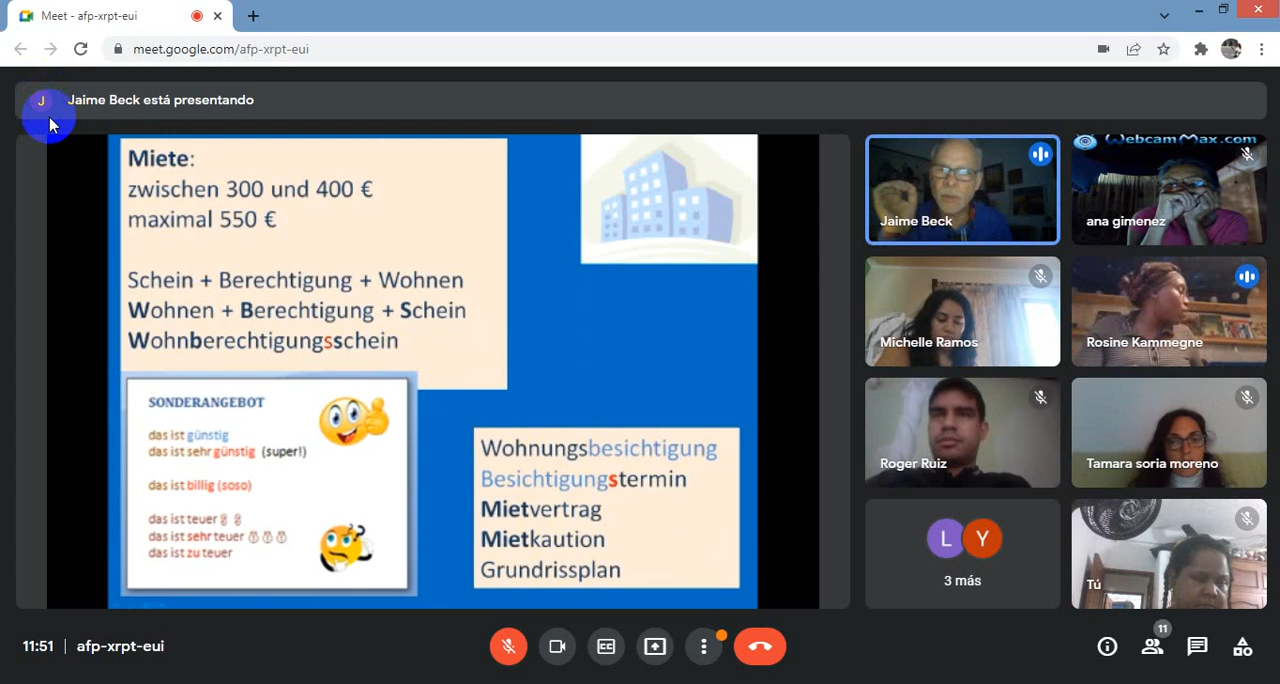 Meet - afp-xrpt-eui
meet.google.com/afp-xrpt-eui
J
Jaime Beck está presentando
Miete:
zwischen 300 und 400 €
maximal 550 €
Schein + Berechtigung + Wohnen
Wohnen + Berechtigung + Schein
Wohnberechtigungsschein
SONDERANGEBOT
das ist günstig
das ist sehr günstig (super!)
das ist billig (soso)
das ist teuer
das ist sehr teuer
das ist zu teuer
Wohnungsbesichtigung
Besichtigungstermin
Mietvertrag
Mietkaution
Grundrissplan
Jaime Beck
WebcamMax.com
ana gimenez
Michelle Ramos
Rosine Kammegne
Roger Ruiz
Tamara soria moreno
L Y
3 más
Tú
11:51 | afp-xrpt-eui
11